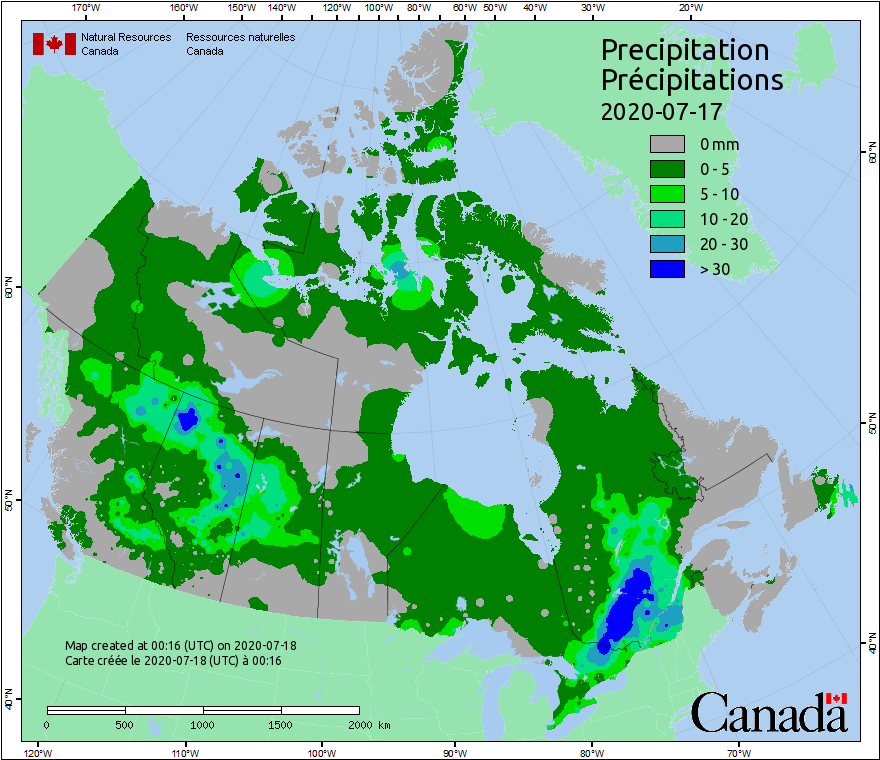 170°W 160°W 150°W 140°W 120°W 100°W 80°W 60°W 50°W 40°W 30°W 20°W
Natural Resources Ressources naturelles
Canada Canada
Precipitation
Précipitations
2020-07-17
0 mm
0 - 5
5 - 10
10 - 20
20 - 30
> 30
60°N
60°N
50°N
50°N
40°N
40°N
Map created at 00:16 (UTC) on 2020-07-18
Carte créée le 2020-07-18 (UTC) à 00:16
0 500 1000 1500 2000 km
Canada
120°W 110°W 100°W 90°W 80°W 70°W